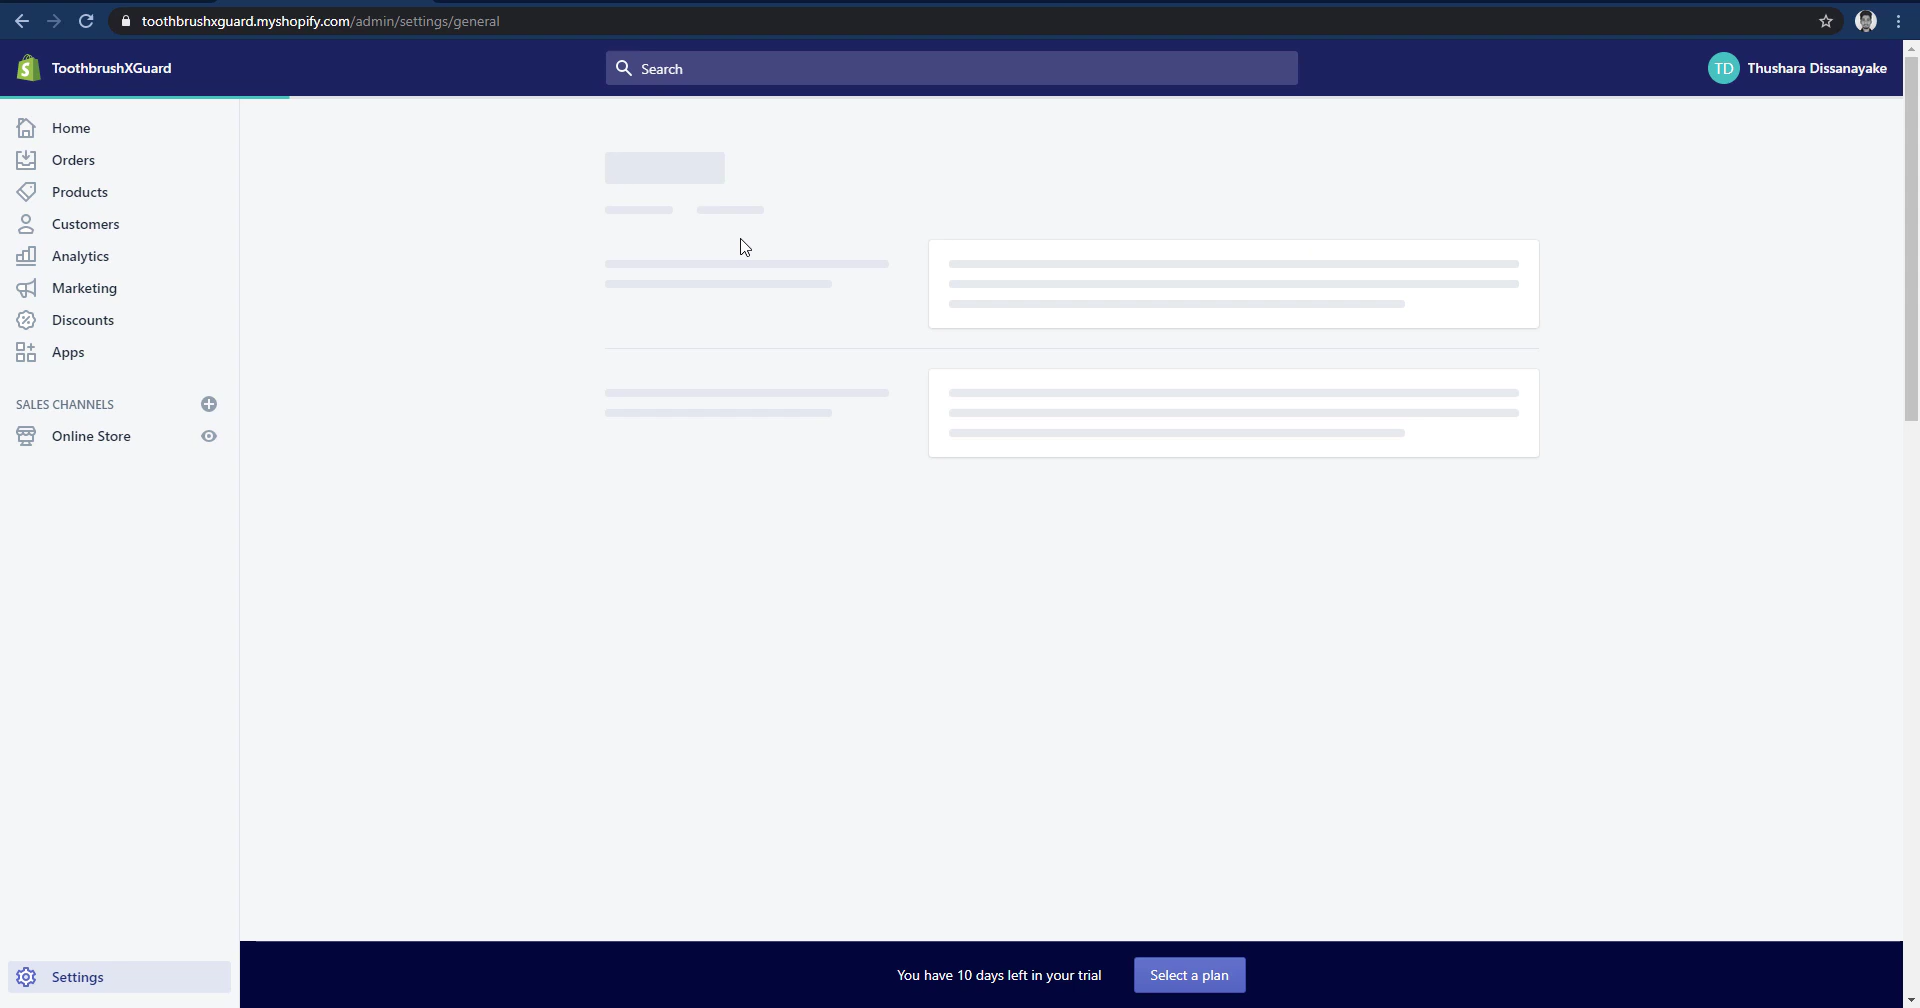 toothbrushxguard.myshopify.com/admin/settings/general
ToothbrushXGuard
Search
TD Thushara Dissanayake
Home
Orders
Products
Customers
Analytics
Marketing
Discounts
Apps
SALES CHANNELS
Online Store
Settings
You have 10 days left in your trial
Select a plan